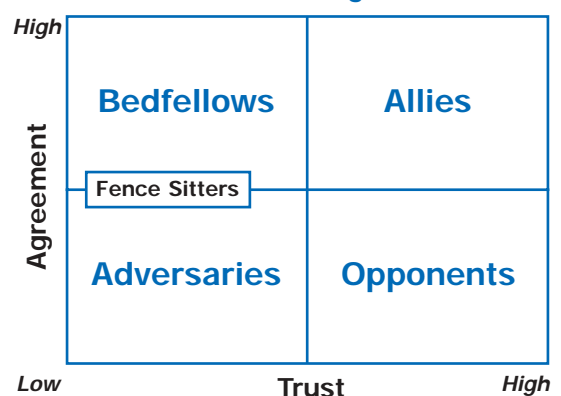 High
Bedfellows Allies
Agreement
Fence Sitters
Adversaries Opponents
Low Trust High